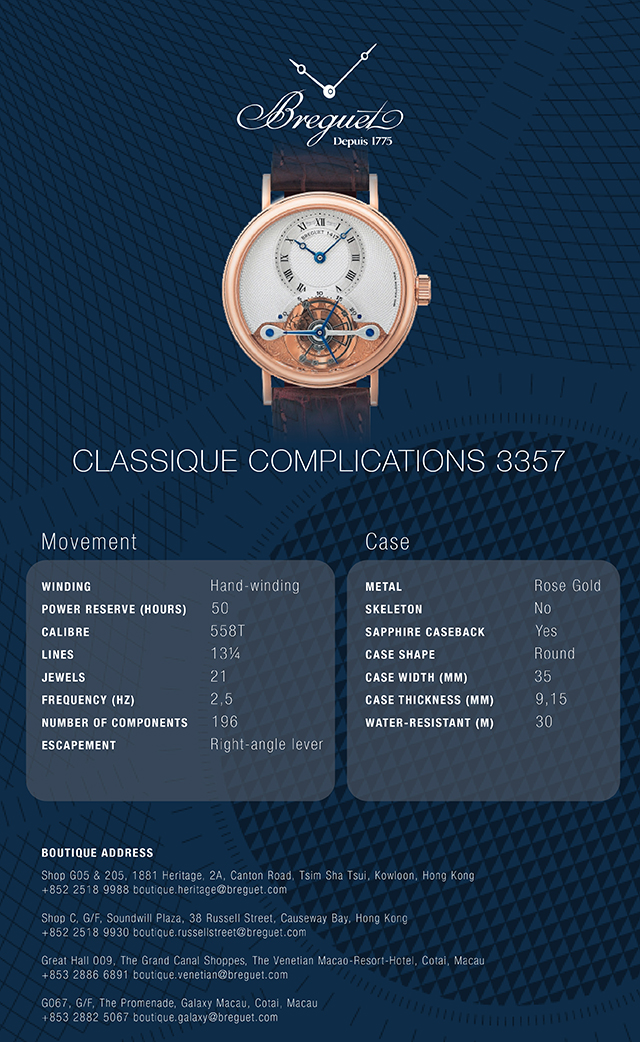 Breguet
Depuis 1775
XII
BREGUET 1417
CLASSIQUE COMPLICATIONS 3357
Movement
WINDING Hand-winding
POWER RESERVE (HOURS) 50
CALIBRE 558T
LINES 13¼
JEWELS 21
FREQUENCY (HZ) 2,5
NUMBER OF COMPONENTS 196
ESCAPEMENT Right-angle lever
Case
METAL Rose Gold
SKELETON No
SAPPHIRE CASEBACK Yes
CASE SHAPE Round
CASE WIDTH (MM) 35
CASE THICKNESS (MM) 9,15
WATER-RESISTANT (M) 30
BOUTIQUE ADDRESS
Shop G05 & 205, 1881 Heritage, 2A, Canton Road, Tsim Sha Tsui, Kowloon, Hong Kong
+852 2518 9988 boutique.heritage@breguet.com
Shop C, G/F, Soundwill Plaza, 38 Russell Street, Causeway Bay, Hong Kong
+852 2518 9930 boutique.russellstreet@breguet.com
Great Hall 009, The Grand Canal Shoppes, The Venetian Macao-Resort-Hotel, Cotai, Macau
+853 2886 6891 boutique.venetian@breguet.com
G067, G/F, The Promenade, Galaxy Macau, Cotai, Macau
+853 2882 5067 boutique.galaxy@breguet.com